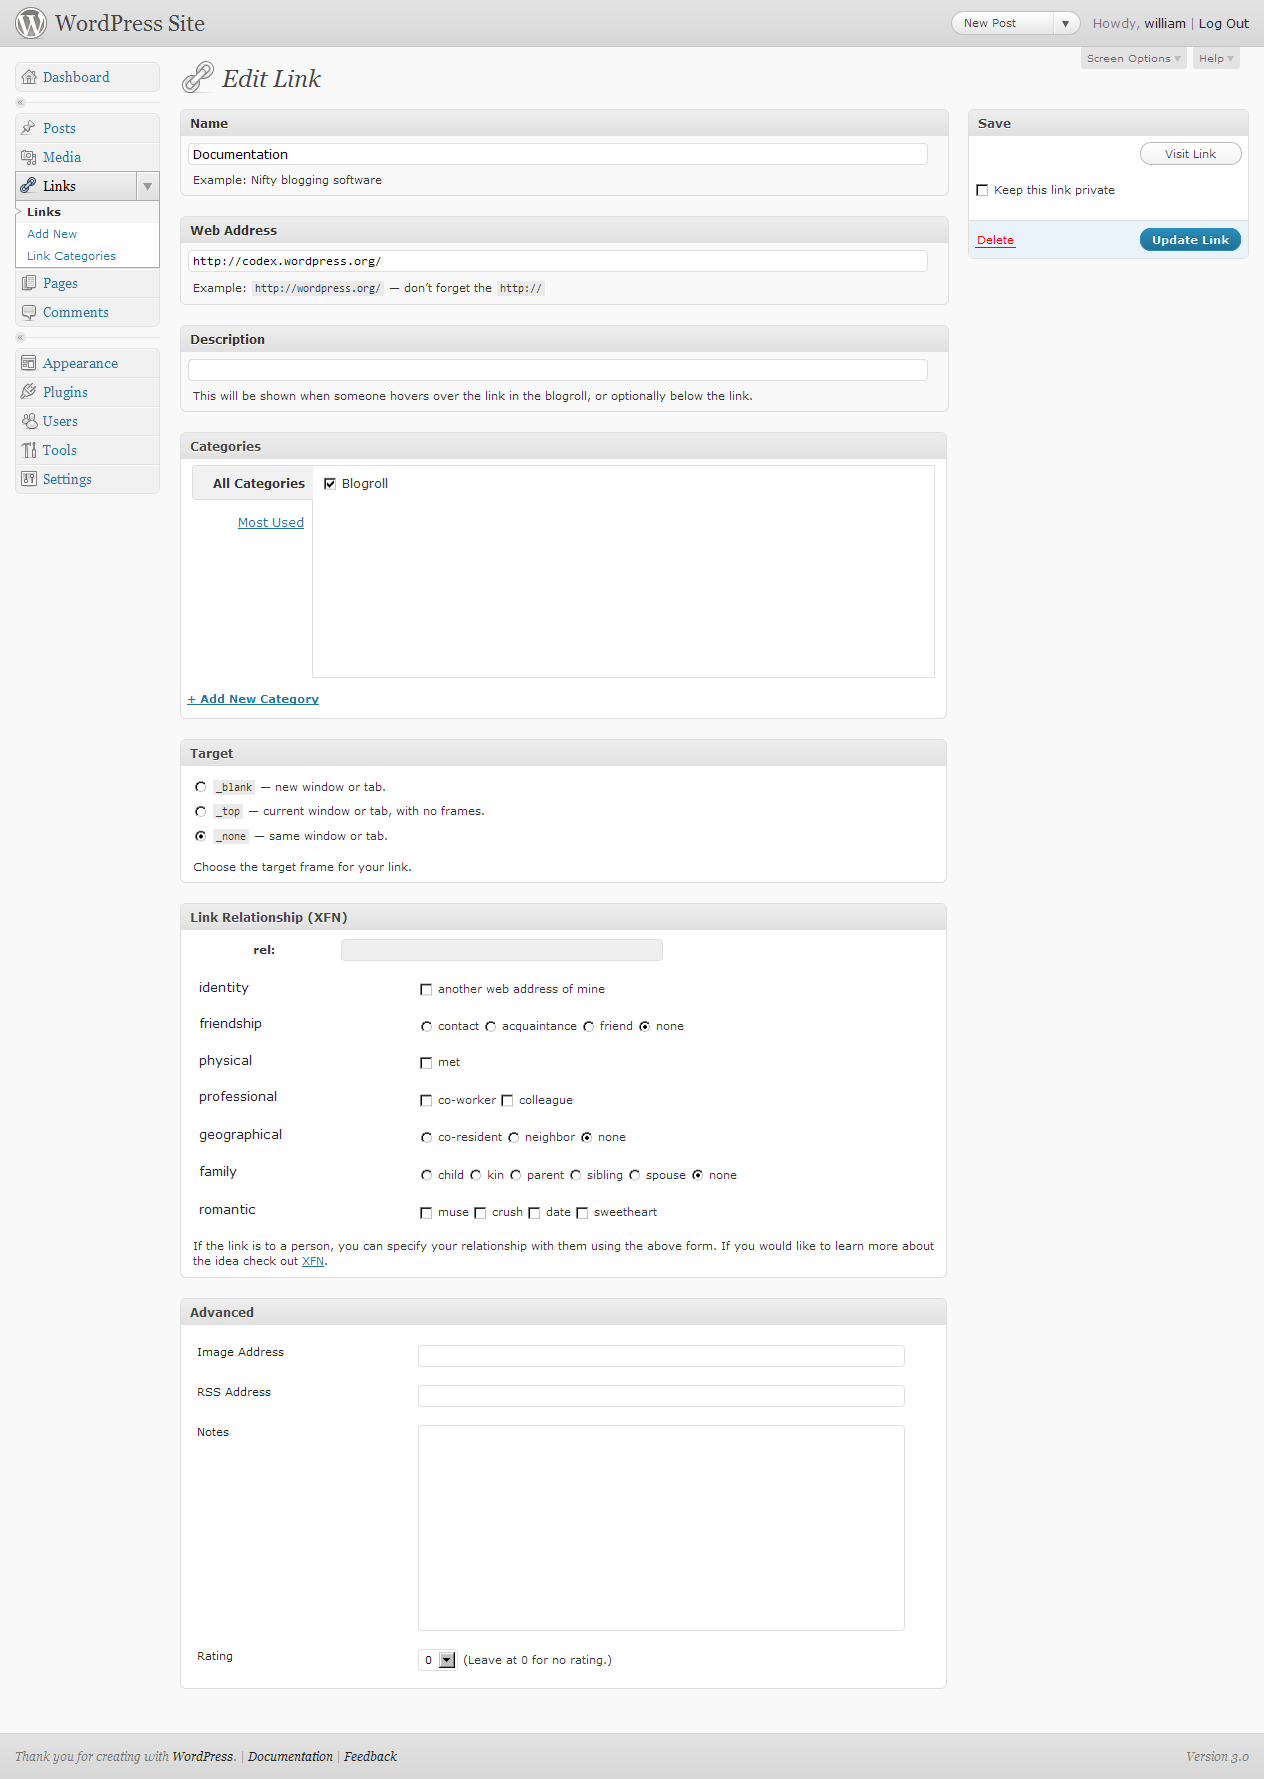 WordPress Site
New Post
Howdy, william | Log Out
Screen Options
Help
Dashboard
Posts
Media
Links
Links
Add New
Link Categories
Pages
Comments
Appearance
Plugins
Users
Tools
Settings
Edit Link
Name
Documentation
Example: Nifty blogging software
Web Address
http://codex.wordpress.org/
Example: http://wordpress.org/ — don’t forget the http://
Description
This will be shown when someone hovers over the link in the blogroll, or optionally below the link.
Categories
All Categories
Most Used
Blogroll
+ Add New Category
Target
_blank — new window or tab.
_top — current window or tab, with no frames.
_none — same window or tab.
Choose the target frame for your link.
Link Relationship (XFN)
rel:
identity another web address of mine
friendship contact acquaintance friend none
physical met
professional co-worker colleague
geographical co-resident neighbor none
family child kin parent sibling spouse none
romantic muse crush date sweetheart
If the link is to a person, you can specify your relationship with them using the above form. If you would like to learn more about
the idea check out XFN.
Advanced
Image Address
RSS Address
Notes
Rating 0 (Leave at 0 for no rating.)
Save
Visit Link
Keep this link private
Delete
Update Link
Thank you for creating with WordPress. | Documentation | Feedback
Version 3.0